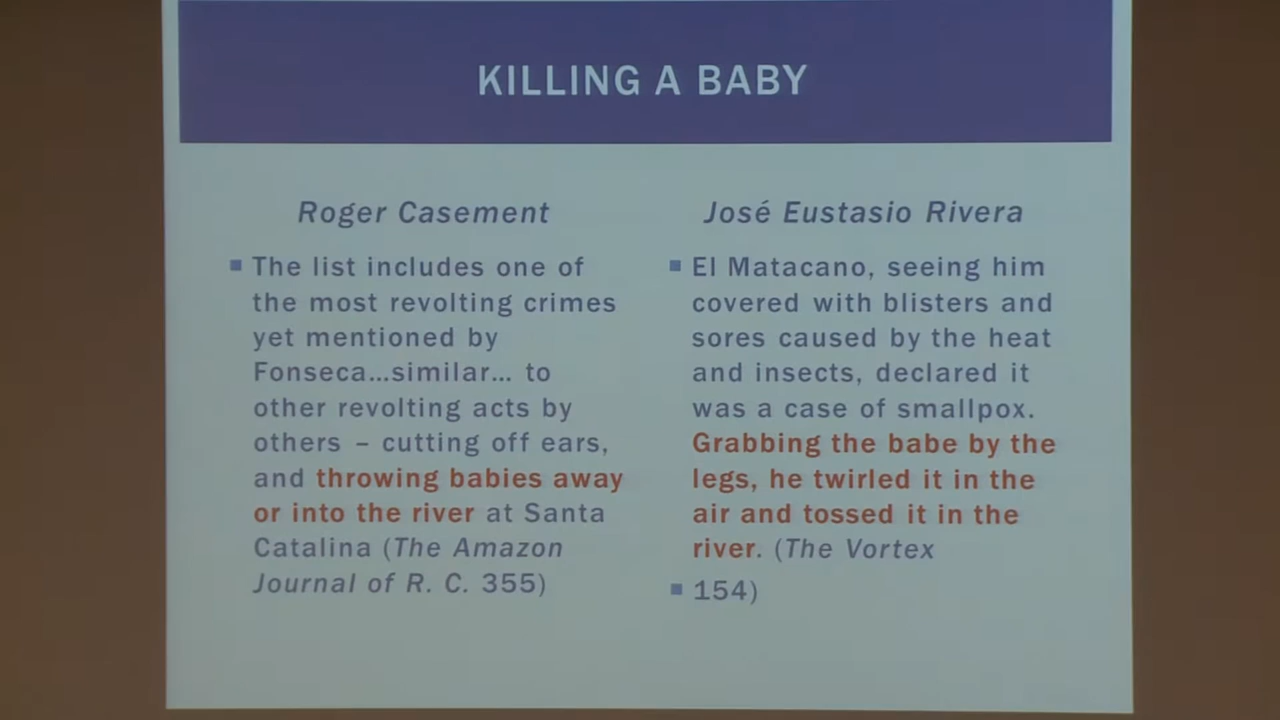 KILLING A BABY
Roger Casement
The list includes one of
the most revolting crimes
yet mentioned by
Fonseca...similar... to
other revolting acts by
others – cutting off ears,
and throwing babies away
or into the river at Santa
Catalina (The Amazon
Journal of R. C. 355)
José Eustasio Rivera
El Matacano, seeing him
covered with blisters and
sores caused by the heat
and insects, declared it
was a case of smallpox.
Grabbing the babe by the
legs, he twirled it in the
air and tossed it in the
river. (The Vortex
154)